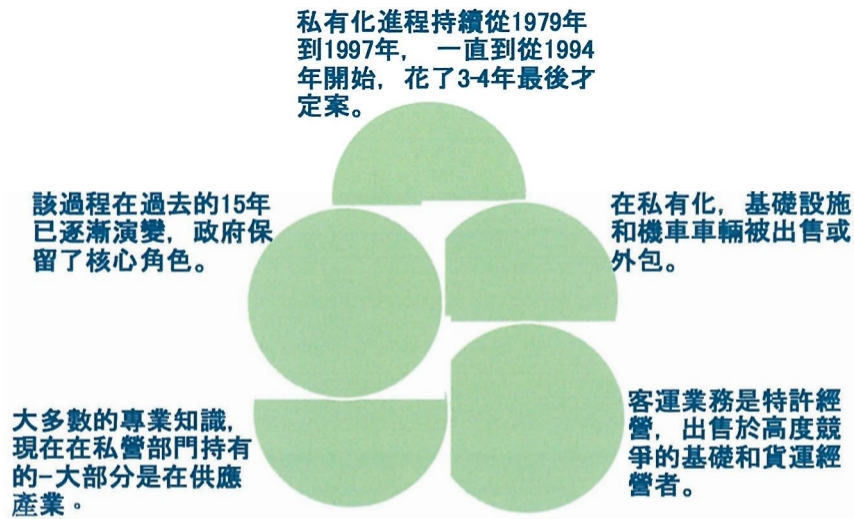 私有化進程持續從1979年
到1997年， 一直到從1994
年開始，花了3-4年最後才
定案。
該過程在過去的15年
已逐漸演變，政府保
留了核心角色。
在私有化，基礎設施
和機車車輛被出售或
外包。
大多數的專業知識，
現在在私營部門持有
的-大部分是在供應
產業。
客運業務是特許經
營，出售於高度競
爭的基礎和貨運經
營者。